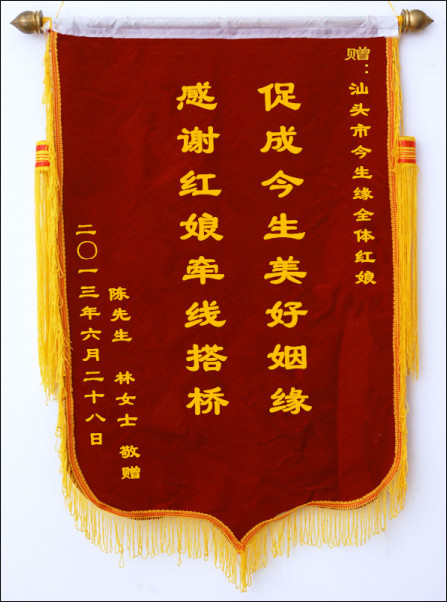 赠：汕头市今生缘全体红娘
促成今生美好姻缘
感谢红娘牵线搭桥
陈先生 林女士 敬赠
二〇一三年六月二十八日